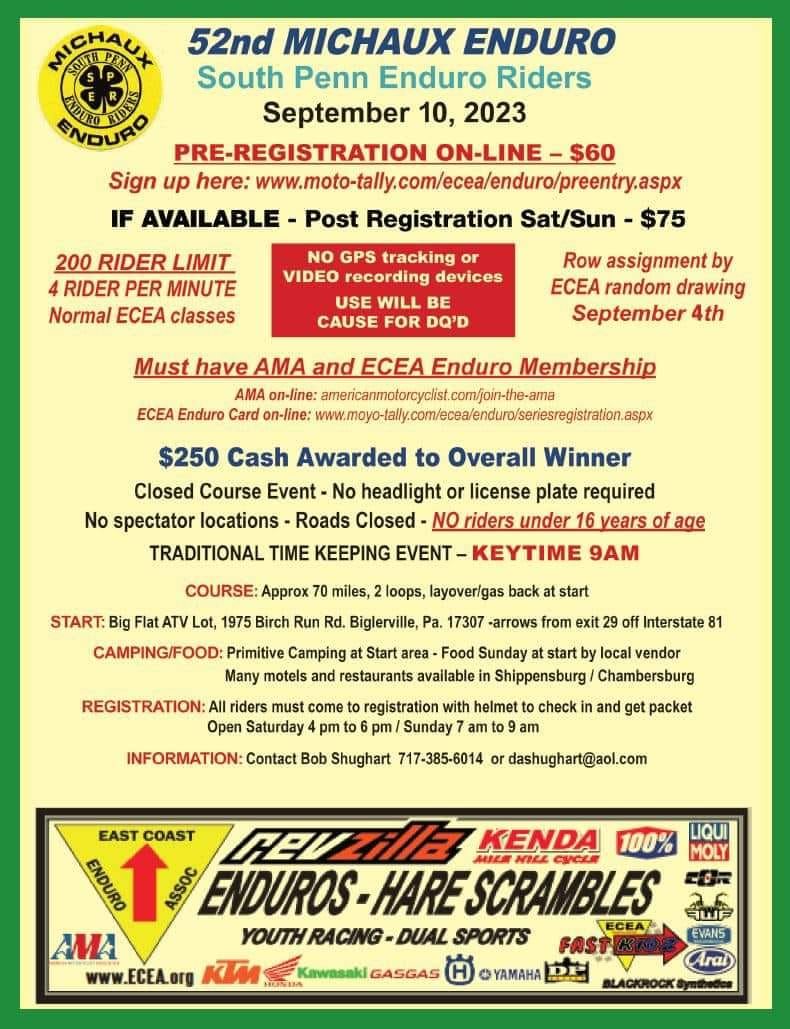 MICHAUX
SOUTH PENN
S P
E R
ENDURO RIDERS
ENDURO
52nd MICHAUX ENDURO
South Penn Enduro Riders
September 10, 2023
PRE-REGISTRATION ON-LINE – $60
Sign up here: www.moto-tally.com/ecea/enduro/preentry.aspx
IF AVAILABLE - Post Registration Sat/Sun - $75
200 RIDER LIMIT
4 RIDER PER MINUTE
Normal ECEA classes
NO GPS tracking or
VIDEO recording devices
USE WILL BE
CAUSE FOR DQ'D
Row assignment by
ECEA random drawing
September 4th
Must have AMA and ECEA Enduro Membership
AMA on-line: americanmotorcyclist.com/join-the-ama
ECEA Enduro Card on-line: www.moyo-tally.com/ecea/enduro/seriesregistration.aspx
$250 Cash Awarded to Overall Winner
Closed Course Event - No headlight or license plate required
No spectator locations - Roads Closed - NO riders under 16 years of age
TRADITIONAL TIME KEEPING EVENT – KEYTIME 9AM
COURSE: Approx 70 miles, 2 loops, layover/gas back at start
START: Big Flat ATV Lot, 1975 Birch Run Rd. Biglerville, Pa. 17307 -arrows from exit 29 off Interstate 81
CAMPING/FOOD: Primitive Camping at Start area - Food Sunday at start by local vendor
Many motels and restaurants available in Shippensburg / Chambersburg
REGISTRATION: All riders must come to registration with helmet to check in and get packet
Open Saturday 4 pm to 6 pm / Sunday 7 am to 9 am
INFORMATION: Contact Bob Shughart 717-385-6014 or dashughart@aol.com
EAST COAST
ENDURO
ASSOC
revzilla
KENDA
MILE HILL CYCLE
100%
LIQUI
MOLY
ENDUROS - HARE SCRAMBLES
YOUTH RACING - DUAL SPORTS
ECEA
FAST KIDZ
EVANS
Arai
AMA
www.ECEA.org
KTM
HONDA
Kawasaki
GASGAS
H
YAMAHA
BLACKROCK Synthetics